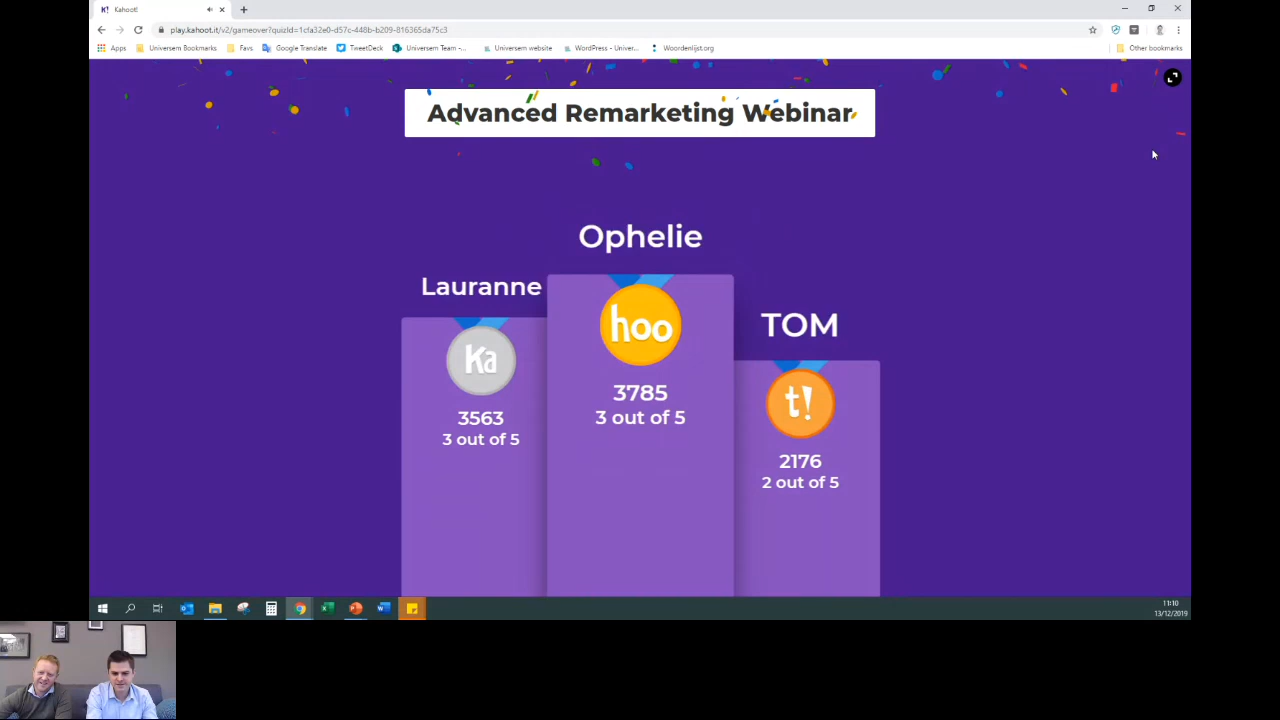 K! Kahoot!
play.kahoot.it/v2/gameover?quizId=1cfa32e0-d57c-448b-b209-816365da75c3
Apps Universem Bookmarks Favs Google Translate TweetDeck Universem Team -... Universem website WordPress - Univer... Woordenlijst.org Other bookmarks
Advanced Remarketing Webinar
Ophelie
Lauranne
TOM
hoo
Ka
3785
3 out of 5
t!
3563
3 out of 5
2176
2 out of 5
11:10
13/12/2019